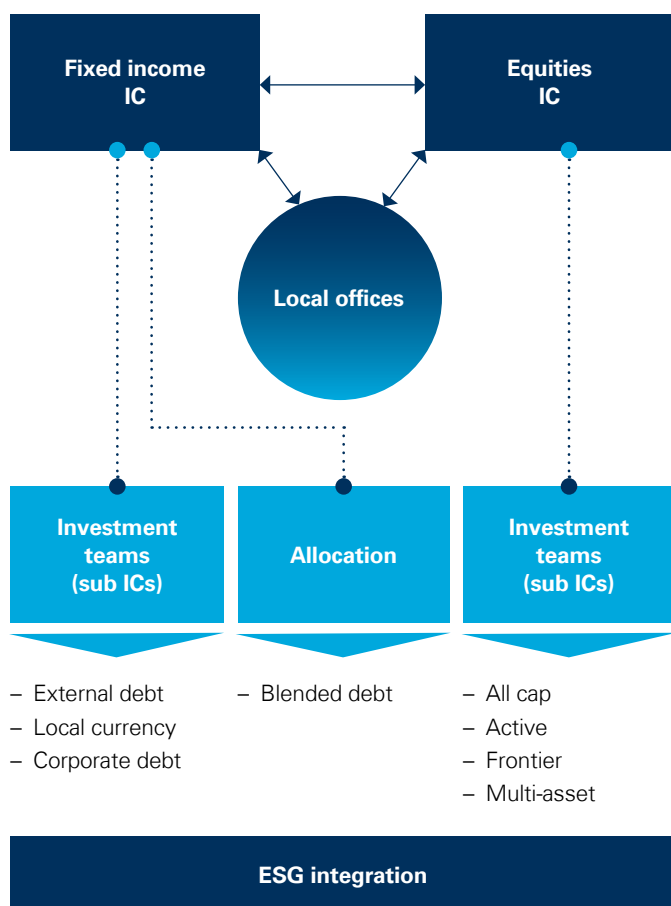 Fixed income
IC
Equities
IC
Local offices
Investment
teams
(sub ICs)
Allocation
Investment
teams
(sub ICs)
– External debt
– Local currency
– Corporate debt
– Blended debt
– All cap
– Active
– Frontier
– Multi-asset
ESG integration